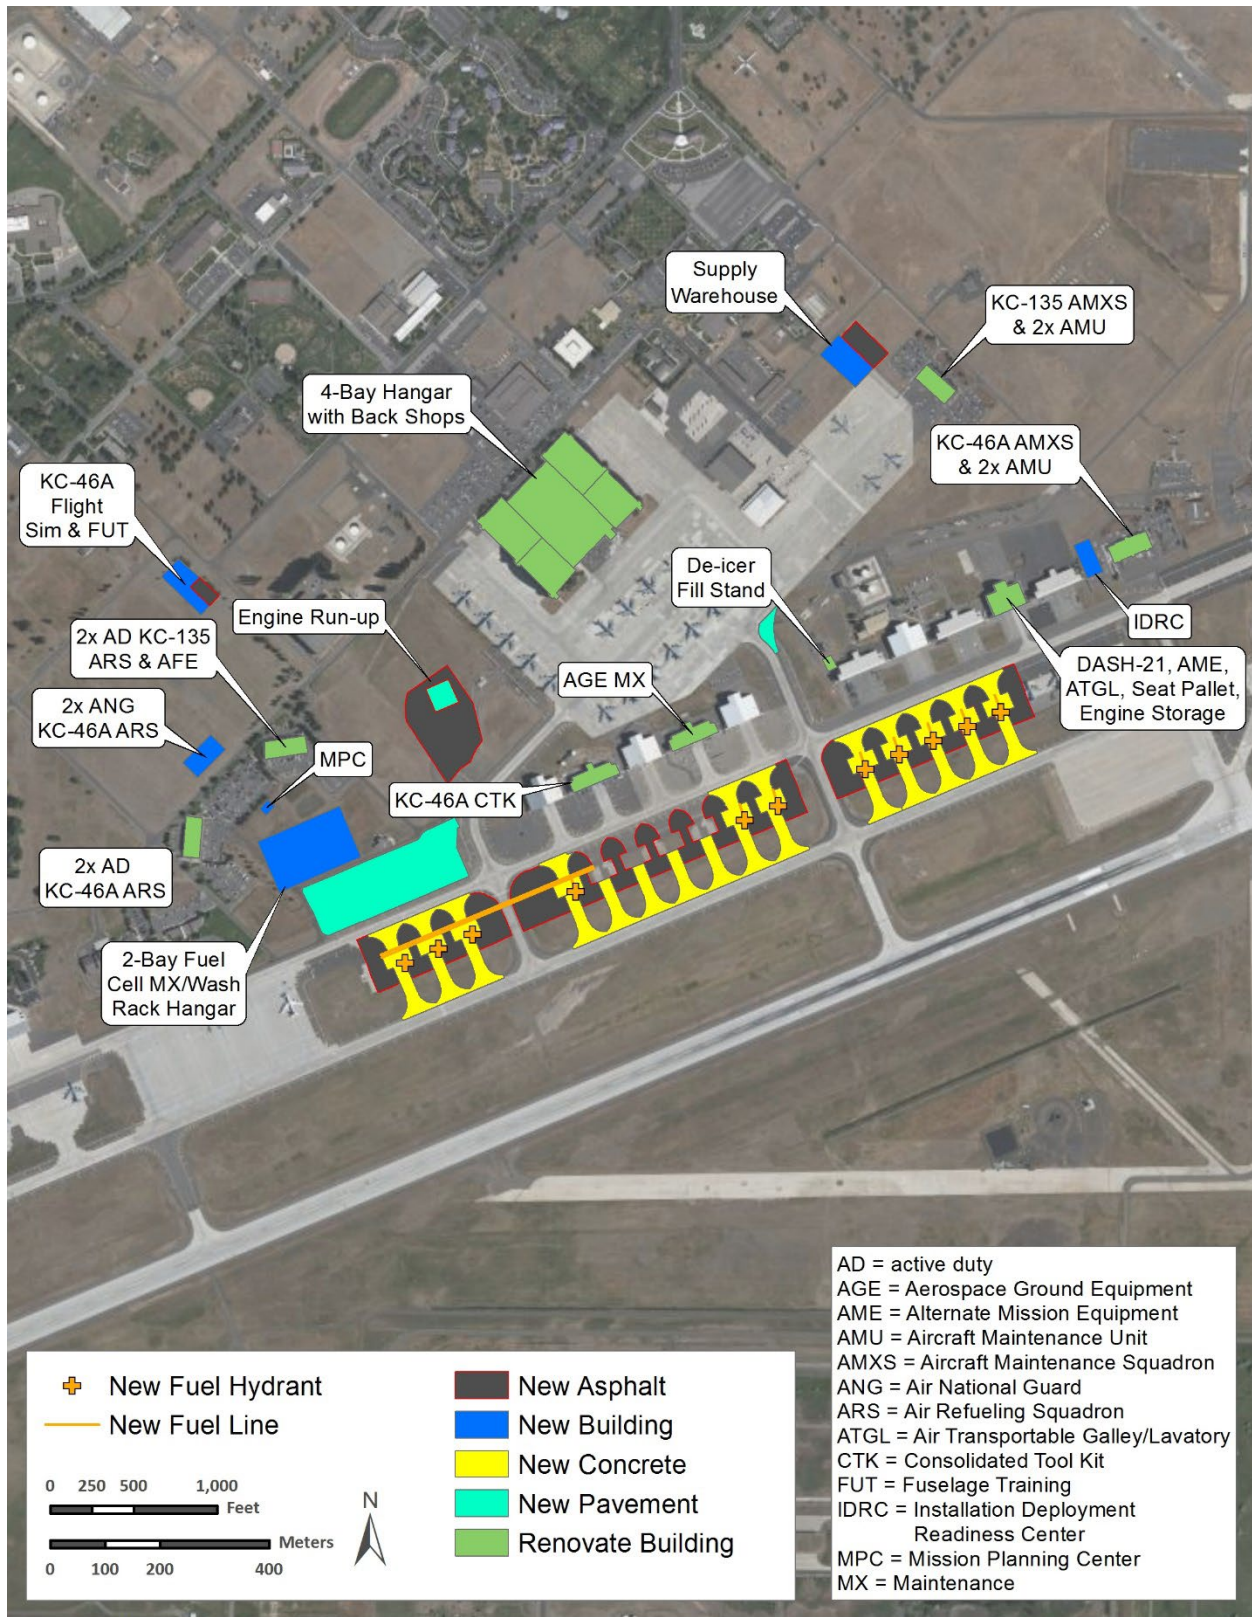 Supply
Warehouse
KC-135 AMXS
& 2x AMU
4-Bay Hangar
with Back Shops
KC-46A AMXS
& 2x AMU
KC-46A
Flight
Sim & FUT
De-icer
Fill Stand
Engine Run-up
IDRC
2x AD KC-135
ARS & AFE
AGE MX
DASH-21, AME,
ATGL, Seat Pallet,
Engine Storage
2x ANG
KC-46A ARS
MPC
KC-46A CTK
2x AD
KC-46A ARS
2-Bay Fuel
Cell MX/Wash
Rack Hangar
AD = active duty
AGE = Aerospace Ground Equipment
AME = Alternate Mission Equipment
AMU = Aircraft Maintenance Unit
AMXS = Aircraft Maintenance Squadron
ANG = Air National Guard
ARS = Air Refueling Squadron
ATGL = Air Transportable Galley/Lavatory
CTK = Consolidated Tool Kit
FUT = Fuselage Training
IDRC = Installation Deployment
Readiness Center
MPC = Mission Planning Center
MX = Maintenance
New Fuel Hydrant
New Fuel Line
0 250 500 1,000
Feet
Meters
0 100 200 400
N
New Asphalt
New Building
New Concrete
New Pavement
Renovate Building